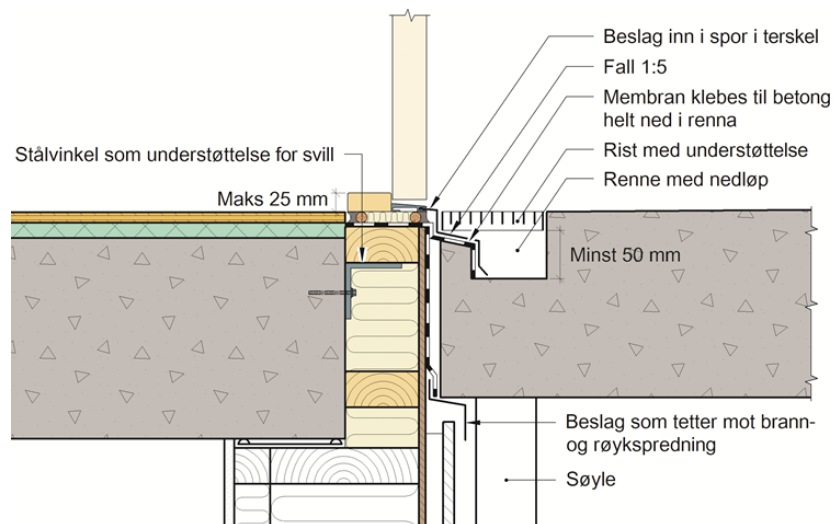 Beslag inn i spor i terskel
Fall 1:5
Membran klebes til betong
helt ned i renna
Stålvinkel som understøttelse for svill
Rist med understøttelse
Renne med nedløp
Maks 25 mm
Minst 50 mm
Beslag som tetter mot brann-
og røykspredning
Søyle